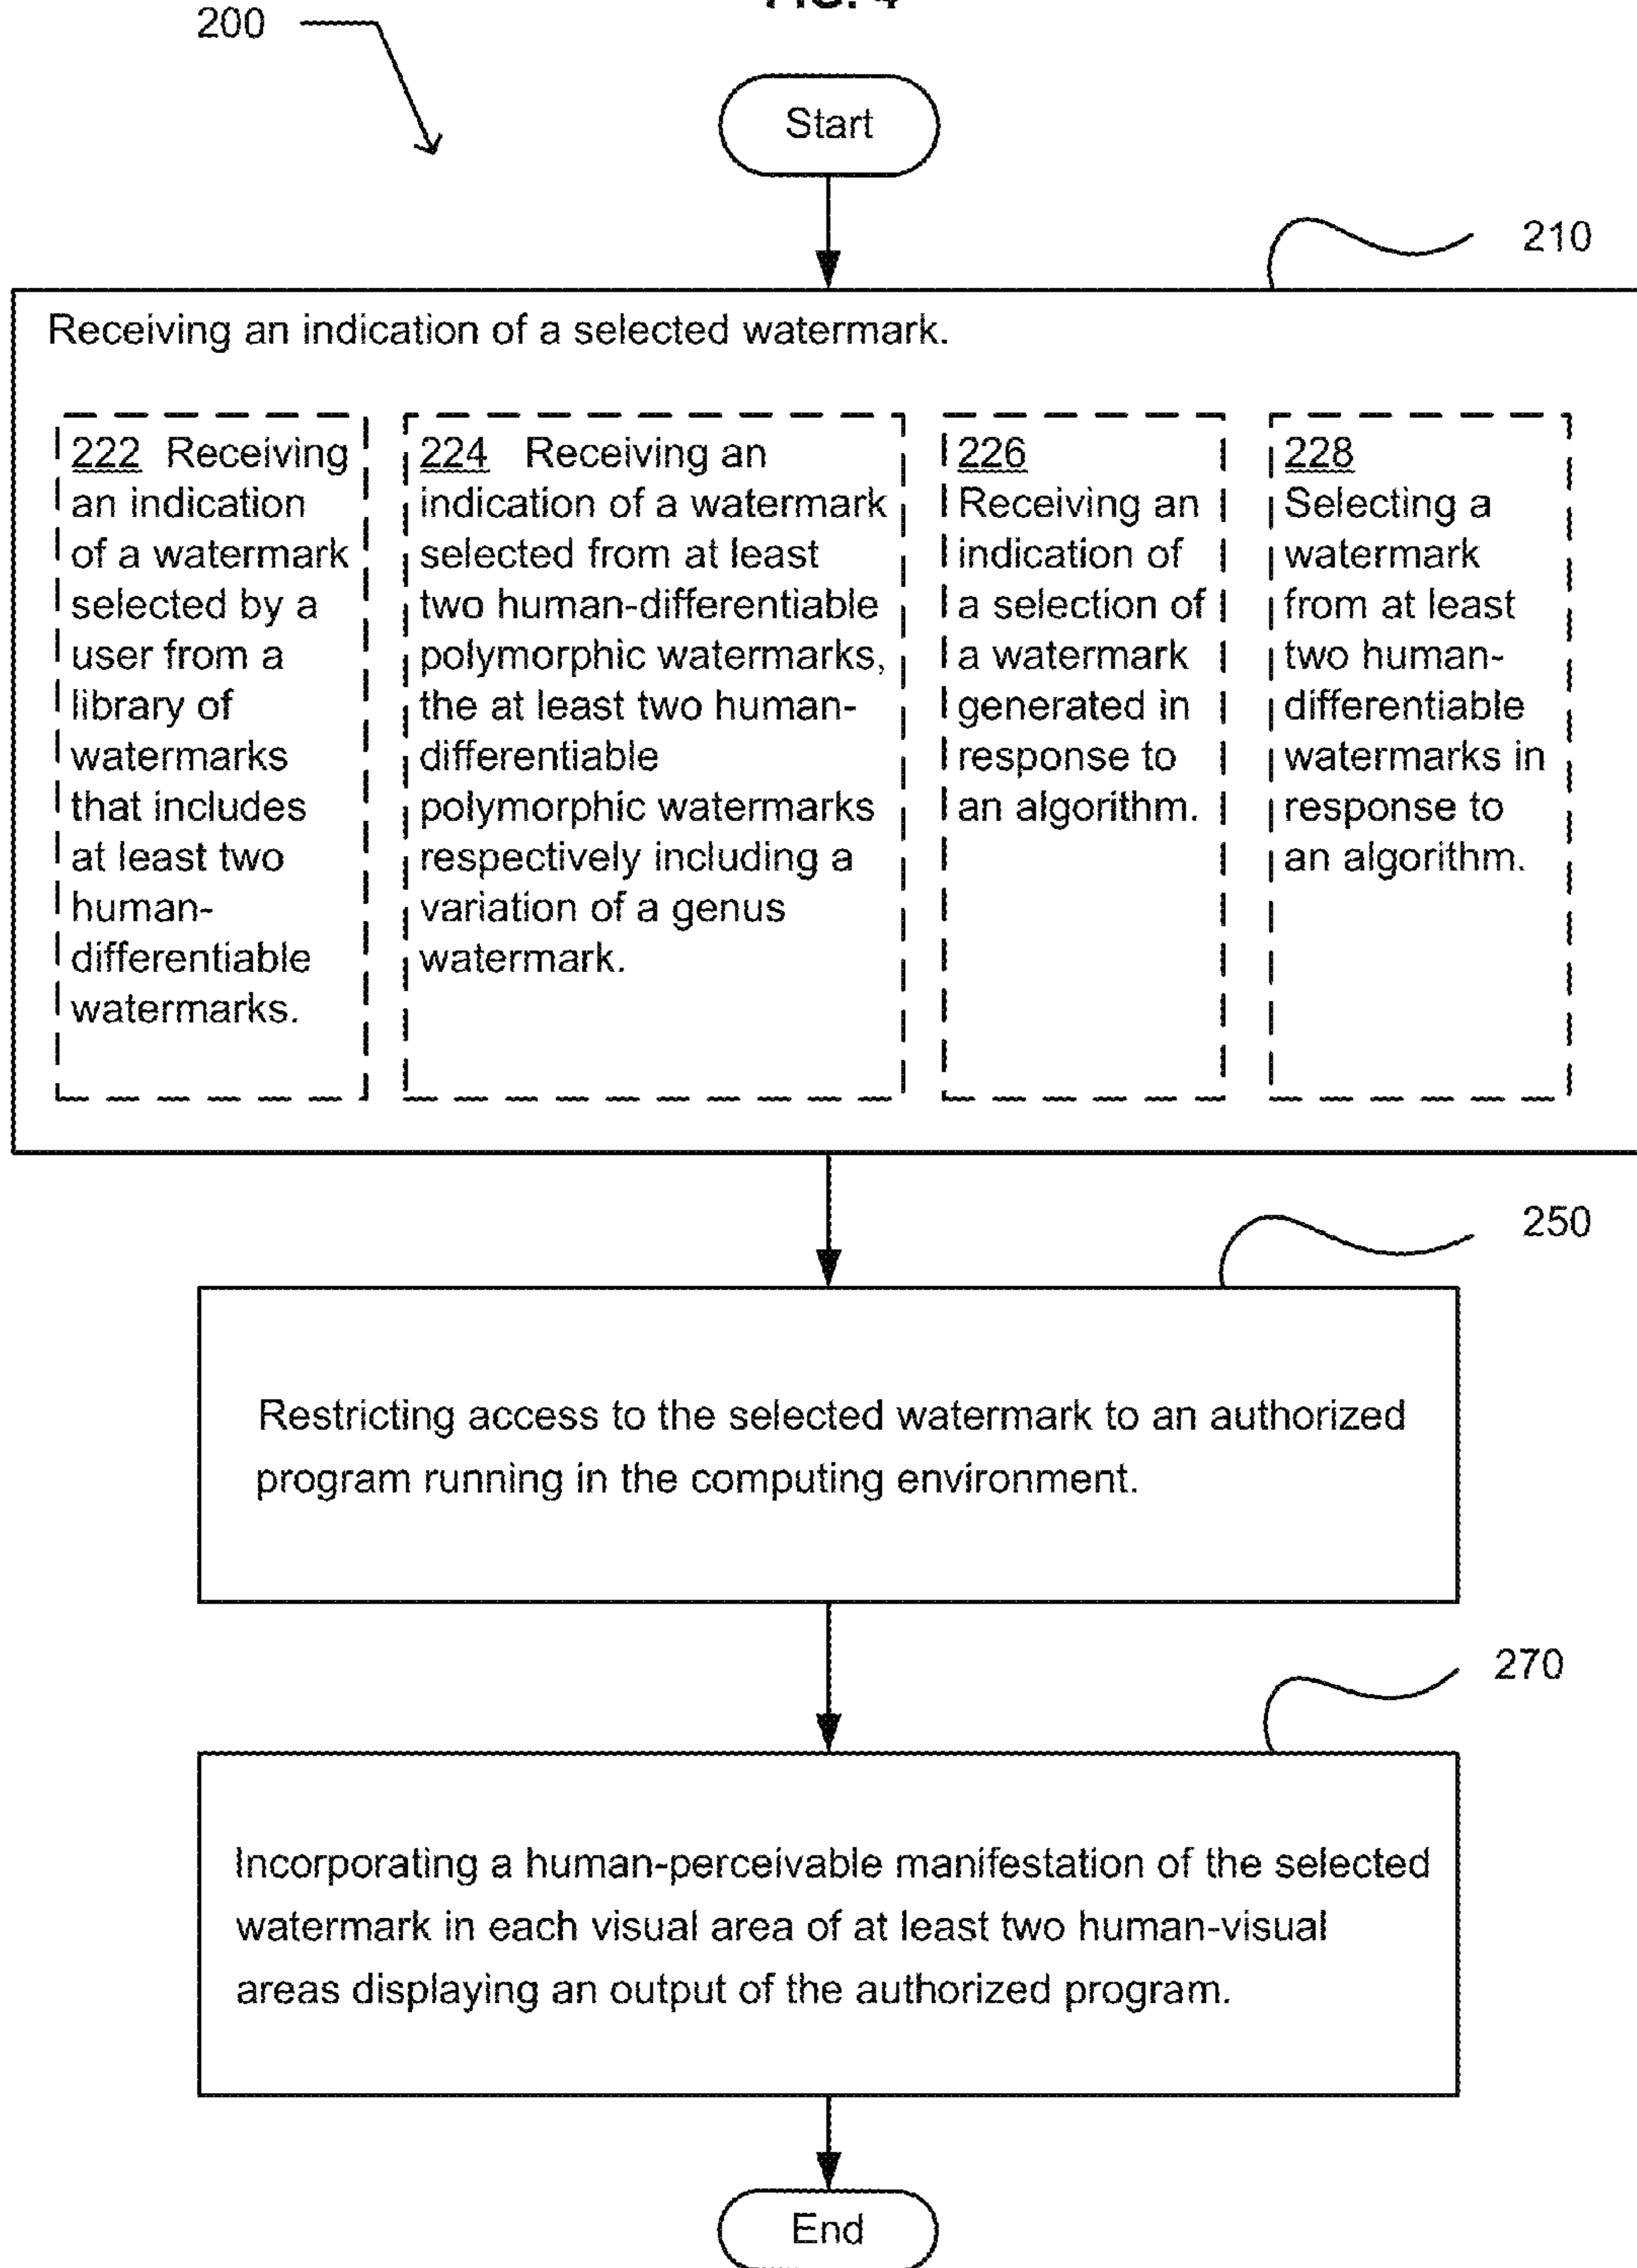 FIG. 4
200
Start
210
Receiving an indication of a selected watermark.
222 Receiving
an indication
of a watermark
selected by a
user from a
library of
watermarks
that includes
at least two
human-
differentiable
watermarks.
224 Receiving an
indication of a watermark
selected from at least
two human-differentiable
polymorphic watermarks,
the at least two human-
differentiable
polymorphic watermarks
respectively including a
variation of a genus
watermark.
226
Receiving an
indication of
a selection of
a watermark
generated in
response to
an algorithm.
228
Selecting a
watermark
from at least
two human-
differentiable
watermarks in
response to
an algorithm.
250
Restricting access to the selected watermark to an authorized
program running in the computing environment.
270
Incorporating a human-perceivable manifestation of the selected
watermark in each visual area of at least two human-visual
areas displaying an output of the authorized program.
End